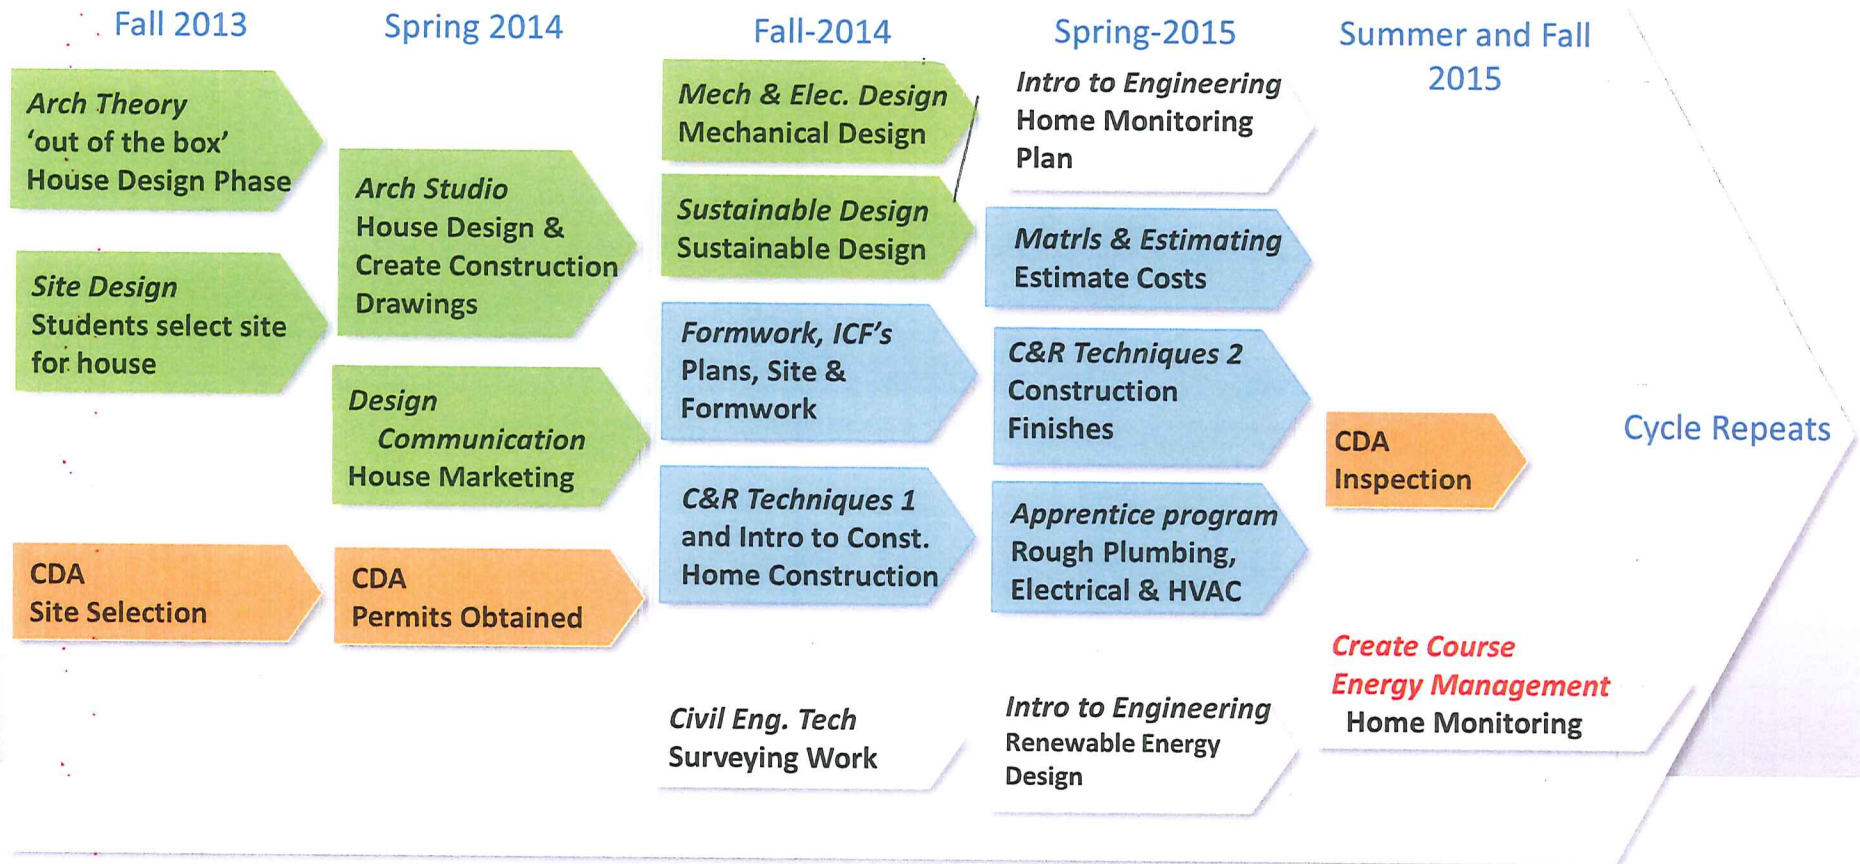 Fall 2013
Arch Theory
‘out of the box’
House Design Phase
Site Design
Students select site
for house
CDA
Site Selection
Spring 2014
Arch Studio
House Design &
Create Construction
Drawings
Design
Communication
House Marketing
CDA
Permits Obtained
Fall-2014
Mech & Elec. Design
Mechanical Design
Sustainable Design
Sustainable Design
Formwork, ICF’s
Plans, Site &
Formwork
C&R Techniques 1
and Intro to Const.
Home Construction
Civil Eng. Tech
Surveying Work
Spring-2015
Intro to Engineering
Home Monitoring
Plan
Matrls & Estimating
Estimate Costs
C&R Techniques 2
Construction
Finishes
Apprentice program
Rough Plumbing,
Electrical & HVAC
Intro to Engineering
Renewable Energy
Design
Summer and Fall
2015
CDA
Inspection
Create Course
Energy Management
Home Monitoring
Cycle Repeats